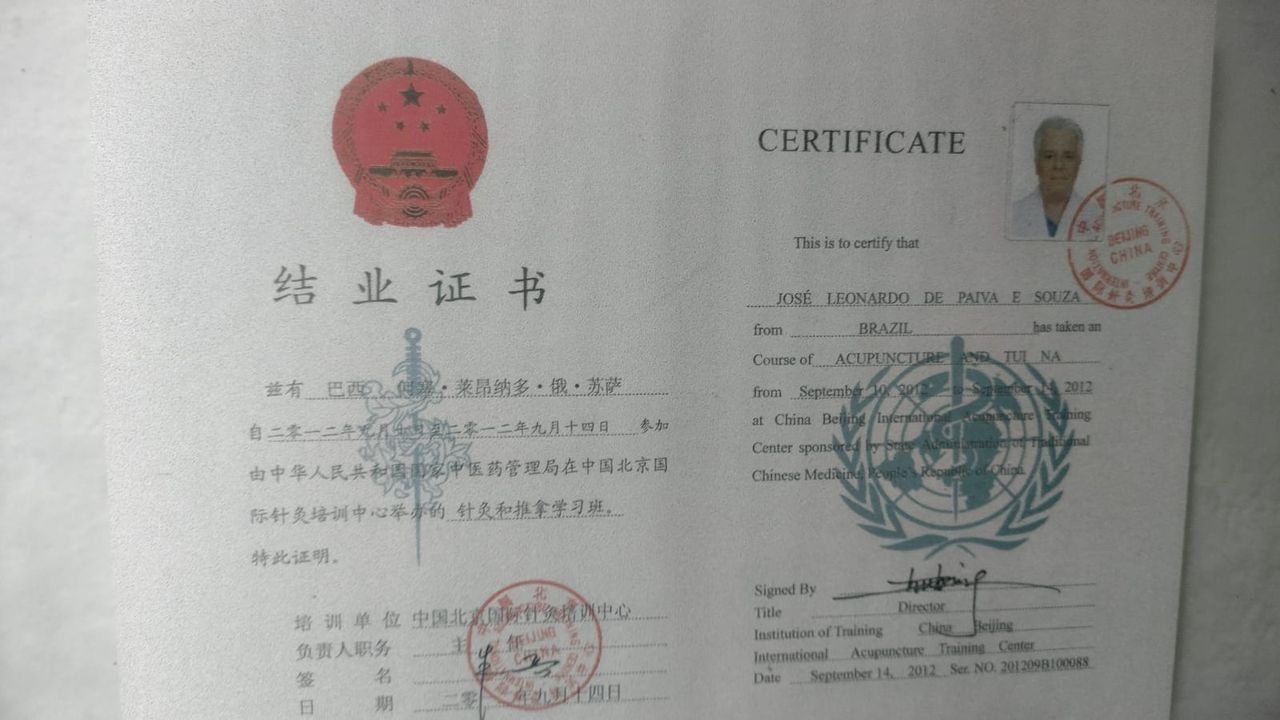 结业证书
兹有 巴西 何塞·莱昂纳多·俄·苏萨
自二零一二年九月十日至二零一二年九月十四日 参加
由中华人民共和国国家中医药管理局在中国北京国
际针灸培训中心举办的 针灸和推拿学习班。
特此证明。
培训单位 中国北京国际针灸培训中心
负责人职务 主任
签名
日期 二零 年九月十四日
BEIJING
CHINA
CERTIFICATE
This is to certify that
JOSÉ LEONARDO DE PAIVA E SOUZA
from BRAZIL has taken an
Course of ACUPUNCTURE AND TUI NA
from September 10, 2012 to September 14, 2012
at China Beijing International Acupuncture Training
Center sponsored by State Administration of Traditional
Chinese Medicine, People's Republic of China.
Signed By
Title Director
Institution of Training China Beijing
International Acupuncture Training Center
Date September 14, 2012 Ser. NO. 201209B100088
BEIJING
CHINA